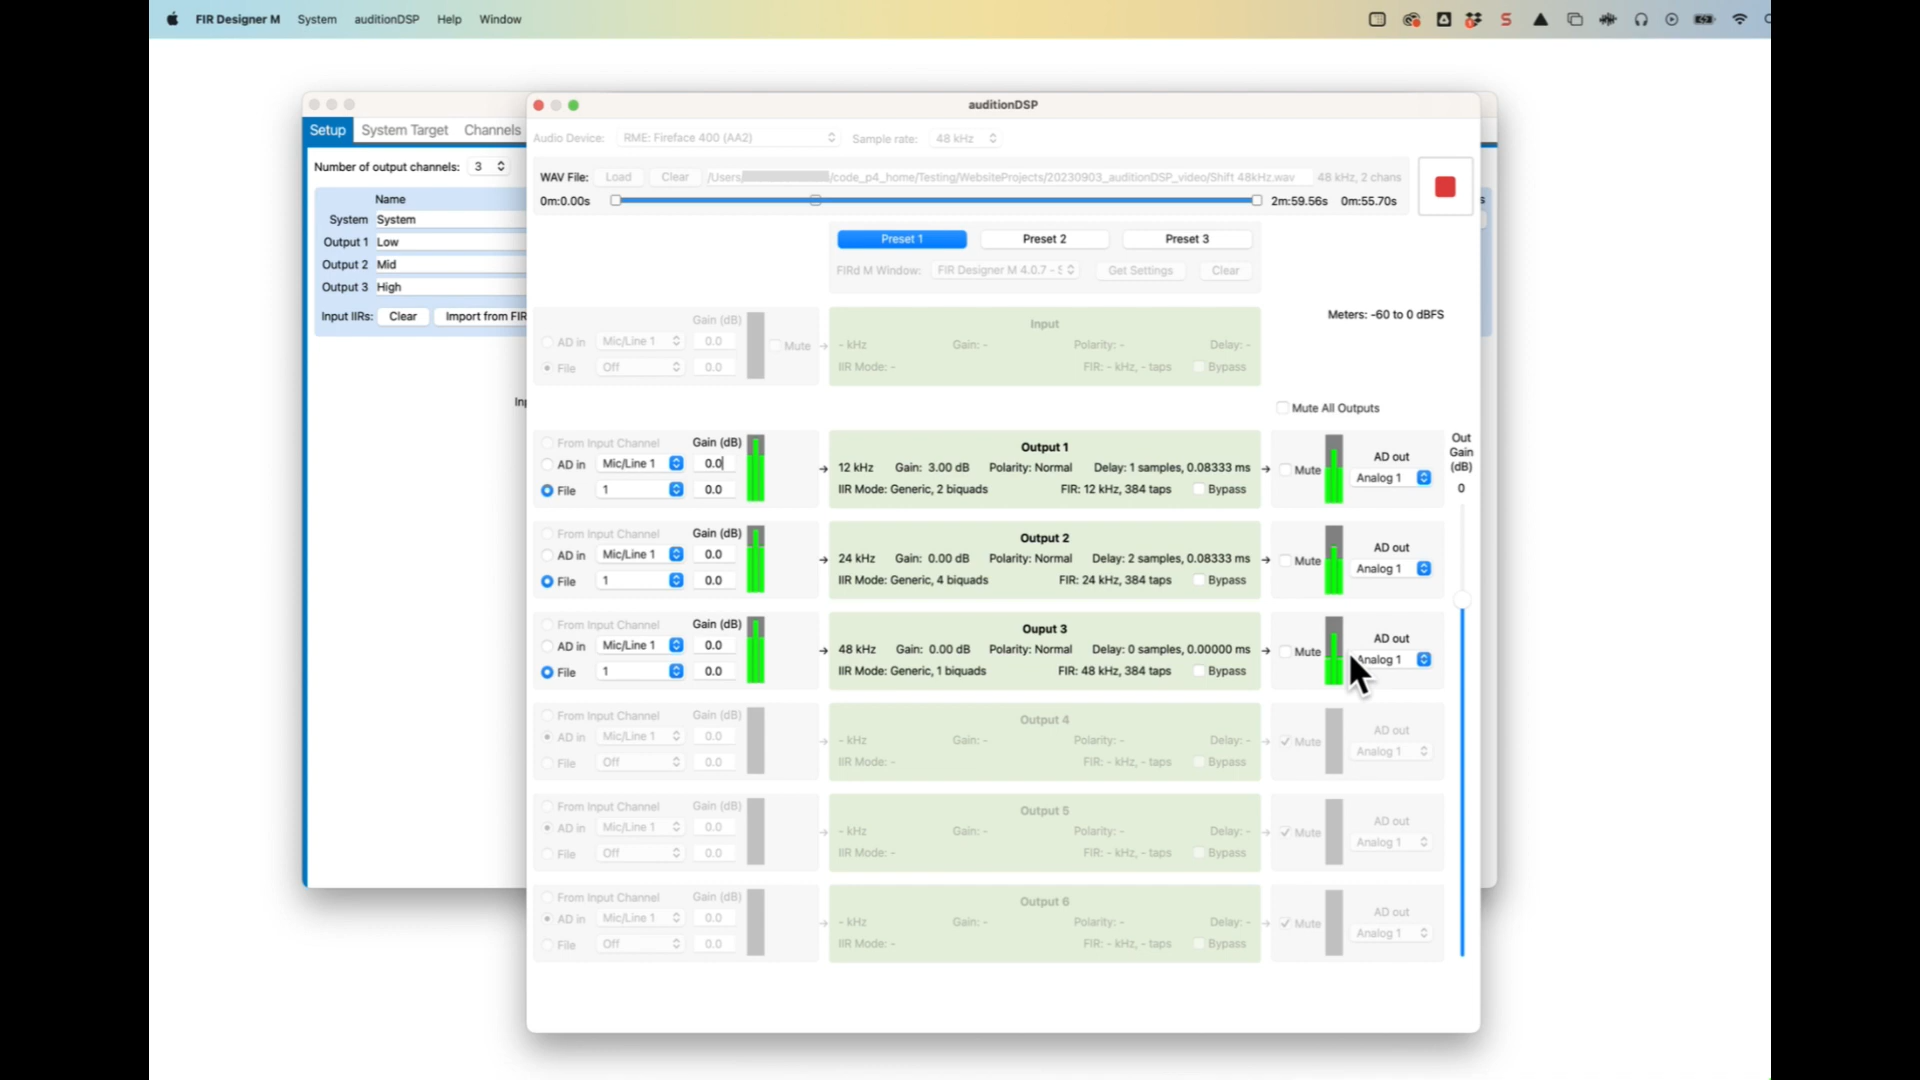 FIR Designer M System auditionDSP Help Window
auditionDSP
Setup System Target Channels
Number of output channels: 3
Name
System System
Output 1 Low
Output 2 Mid
Output 3 High
Input IIRs: Clear Import from FIR
Audio Device: RME: Fireface 400 (AA2) Sample rate: 48 kHz
WAV File: Load Clear /Users/ /code_p4_home/Testing/WebsiteProjects/20230903_auditionDSP_video/Shift 48kHz.wav 48 kHz, 2 chans
0m:0.00s 2m:59.56s 0m:55.70s
Preset 1 Preset 2 Preset 3
FIRd M Window: FIR Designer M 4.0.7 - S Get Settings Clear
Meters: -60 to 0 dBFS
Gain (dB) Input
AD in Mic/Line 1 0.0 Mute - kHz Gain: - Polarity: - Delay: -
File Off 0.0 IIR Mode: - FIR: - kHz, - taps Bypass
Mute All Outputs
Out Gain (dB)
0
From Input Channel Gain (dB) Output 1 AD out
AD in Mic/Line 1 0.0 12 kHz Gain: 3.00 dB Polarity: Normal Delay: 1 samples, 0.08333 ms Mute Analog 1
File 1 0.0 IIR Mode: Generic, 2 biquads FIR: 12 kHz, 384 taps Bypass
From Input Channel Gain (dB) Output 2 AD out
AD in Mic/Line 1 0.0 24 kHz Gain: 0.00 dB Polarity: Normal Delay: 2 samples, 0.08333 ms Mute Analog 1
File 1 0.0 IIR Mode: Generic, 4 biquads FIR: 24 kHz, 384 taps Bypass
From Input Channel Gain (dB) Ouput 3 AD out
AD in Mic/Line 1 0.0 48 kHz Gain: 0.00 dB Polarity: Normal Delay: 0 samples, 0.00000 ms Mute Analog 1
File 1 0.0 IIR Mode: Generic, 1 biquads FIR: 48 kHz, 384 taps Bypass
From Input Channel Gain (dB) Output 4 AD out
AD in Mic/Line 1 0.0 - kHz Gain: - Polarity: - Delay: - Mute Analog 1
File Off 0.0 IIR Mode: - FIR: - kHz, - taps Bypass
From Input Channel Gain (dB) Output 5 AD out
AD in Mic/Line 1 0.0 - kHz Gain: - Polarity: - Delay: - Mute Analog 1
File Off 0.0 IIR Mode: - FIR: - kHz, - taps Bypass
From Input Channel Gain (dB) Output 6 AD out
AD in Mic/Line 1 0.0 - kHz Gain: - Polarity: - Delay: - Mute Analog 1
File Off 0.0 IIR Mode: - FIR: - kHz, - taps Bypass